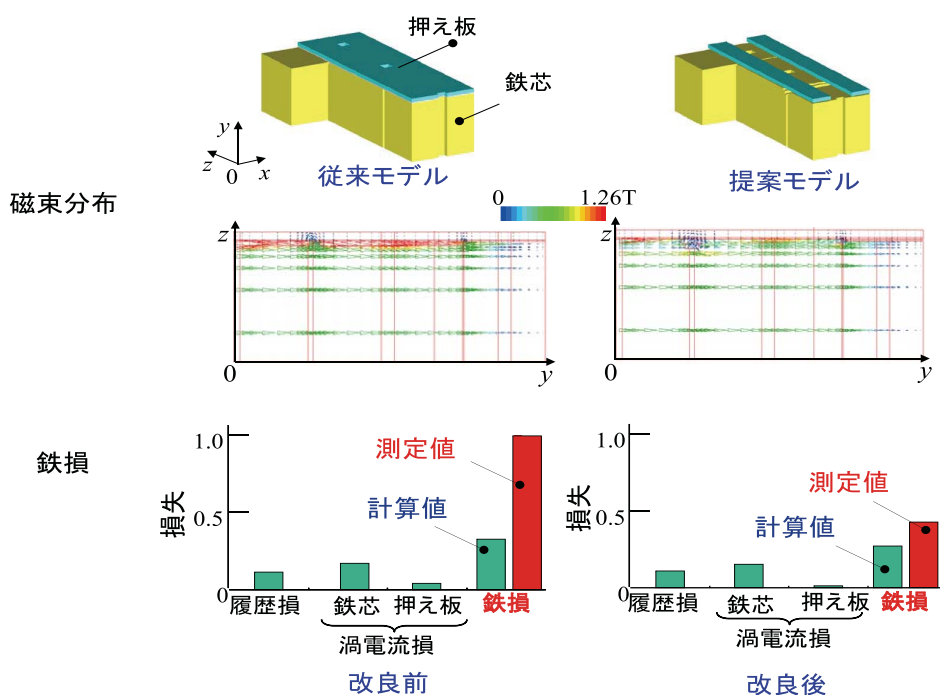 押え板
鉄芯
y
z
0
x
従来モデル
提案モデル
磁束分布
0
1.26T
z
0
y
z
0
y
鉄損
損失
1.0
0.5
0
測定値
計算値
履歴損
鉄芯
押え板
鉄損
渦電流損
改良前
損失
1.0
0.5
0
測定値
計算値
履歴損
鉄芯
押え板
鉄損
渦電流損
改良後